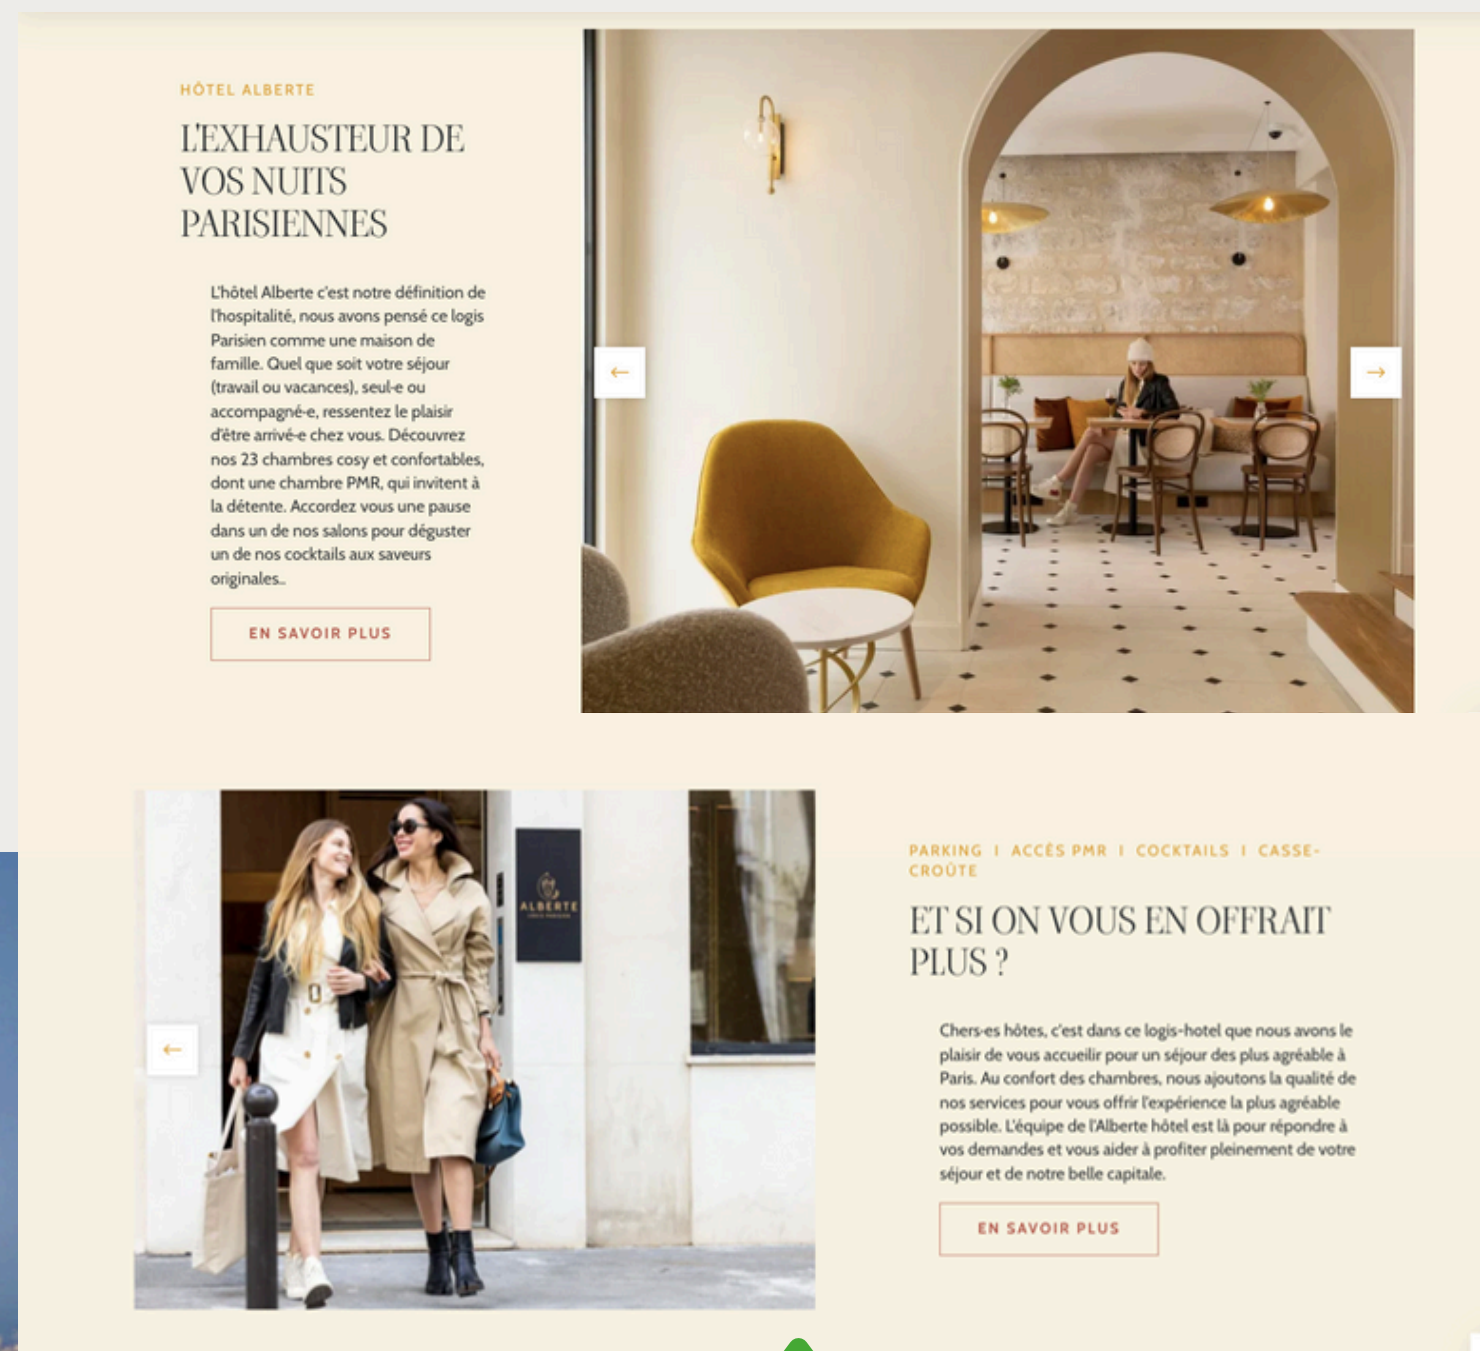 HÔTEL ALBERTE
L'EXHAUSTEUR DE
VOS NUITS
PARISIENNES
L'hôtel Alberte c'est notre définition de
l'hospitalité, nous avons pensé ce logis
Parisien comme une maison de
famille. Quel que soit votre séjour
(travail ou vacances), seul·e ou
accompagné·e, ressentez le plaisir
d'être arrivé·e chez vous. Découvrez
nos 23 chambres cosy et confortables,
dont une chambre PMR, qui invitent à
la détente. Accordez vous une pause
dans un de nos salons pour déguster
un de nos cocktails aux saveurs
originales..
EN SAVOIR PLUS
ALBERTE
PARKING I ACCÈS PMR I COCKTAILS I CASSE-
CROÛTE
ET SI ON VOUS EN OFFRAIT
PLUS ?
Chers·es hôtes, c'est dans ce logis-hotel que nous avons le
plaisir de vous accueilir pour un séjour des plus agréable à
Paris. Au confort des chambres, nous ajoutons la qualité de
nos services pour vous offrir l'expérience la plus agréable
possible. L'équipe de l'Alberte hôtel est là pour répondre à
vos demandes et vous aider à profiter pleinement de votre
séjour et de notre belle capitale.
EN SAVOIR PLUS